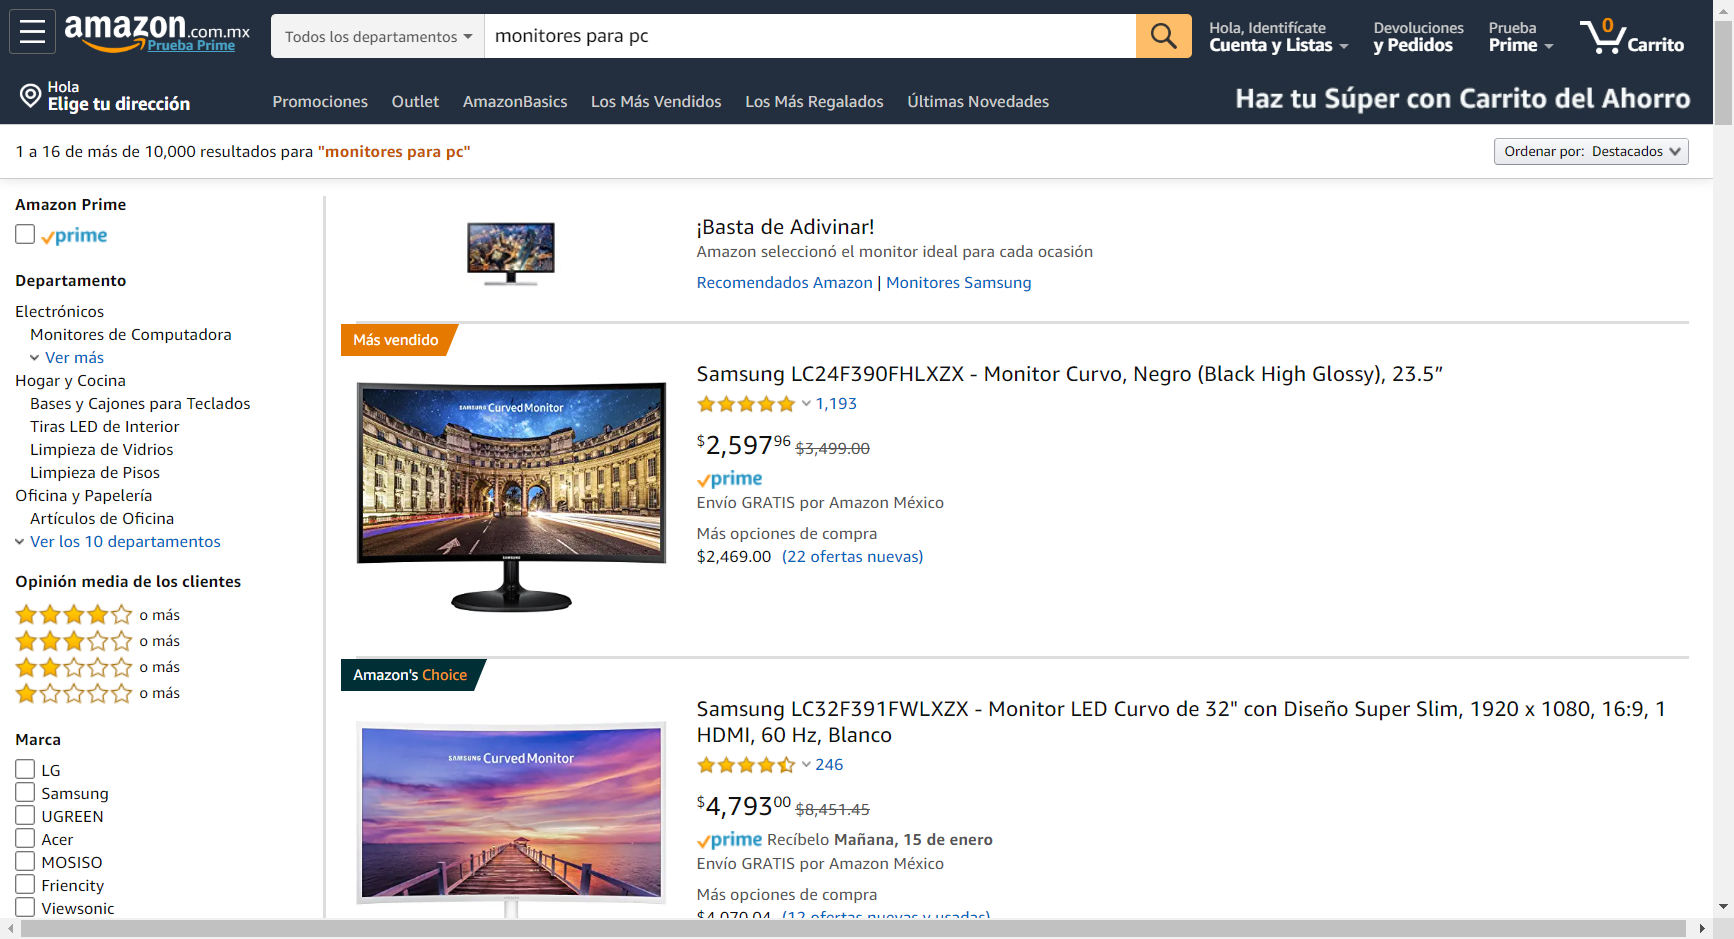 amazon.com.mx
Prueba Prime
Todos los departamentos
monitores para pc
Hola, Identifícate
Cuenta y Listas
Devoluciones
y Pedidos
Prueba
Prime
0
Carrito
Hola
Elige tu dirección
Promociones
Outlet
AmazonBasics
Los Más Vendidos
Los Más Regalados
Últimas Novedades
Haz tu Súper con Carrito del Ahorro
1 a 16 de más de 10,000 resultados para "monitores para pc"
Ordenar por: Destacados
Amazon Prime
prime
Departamento
Electrónicos
Monitores de Computadora
Ver más
Hogar y Cocina
Bases y Cajones para Teclados
Tiras LED de Interior
Limpieza de Vidrios
Limpieza de Pisos
Oficina y Papelería
Artículos de Oficina
Ver los 10 departamentos
Opinión media de los clientes
o más
o más
o más
o más
Marca
LG
Samsung
UGREEN
Acer
MOSISO
Friencity
Viewsonic
¡Basta de Adivinar!
Amazon seleccionó el monitor ideal para cada ocasión
Recomendados Amazon | Monitores Samsung
Más vendido
SAMSUNG Curved Monitor
SAMSUNG
Samsung LC24F390FHLXZX - Monitor Curvo, Negro (Black High Glossy), 23.5”
1,193
$2,59796 $3,499.00
prime
Envío GRATIS por Amazon México
Más opciones de compra
$2,469.00 (22 ofertas nuevas)
Amazon's Choice
SAMSUNG Curved Monitor
Samsung LC32F391FWLXZX - Monitor LED Curvo de 32" con Diseño Super Slim, 1920 x 1080, 16:9, 1
HDMI, 60 Hz, Blanco
246
$4,79300 $8,451.45
prime Recíbelo Mañana, 15 de enero
Envío GRATIS por Amazon México
Más opciones de compra
$4,070.04 (12 ofertas nuevas y usadas)